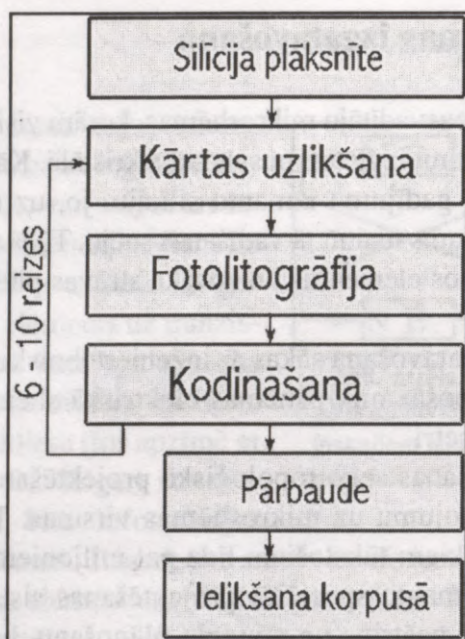 Silīcija plāksnīte
Kārtas uzlikšana
Fotolitogrāfija
Kodināšana
6 - 10 reizes
Pārbaude
Ielikšana korpusā